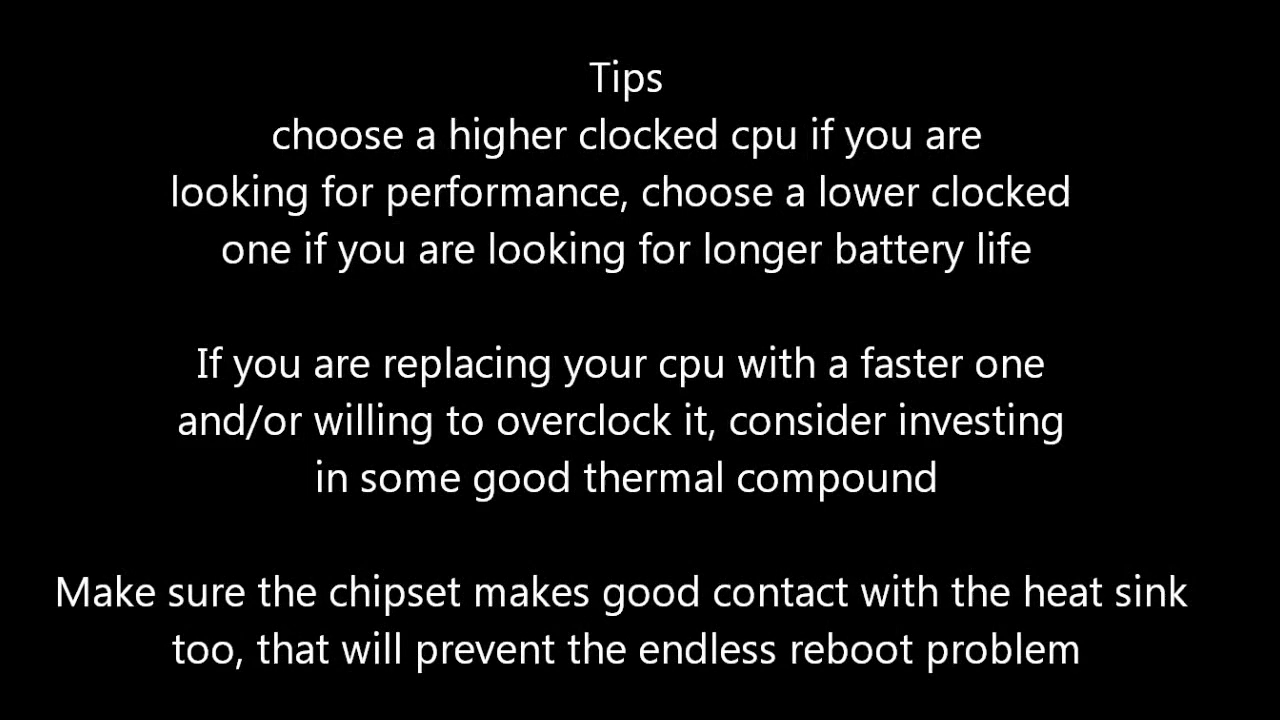 Tips
choose a higher clocked cpu if you are
looking for performance, choose a lower clocked
one if you are looking for longer battery life
If you are replacing your cpu with a faster one
and/or willing to overclock it, consider investing
in some good thermal compound
Make sure the chipset makes good contact with the heat sink
too, that will prevent the endless reboot problem